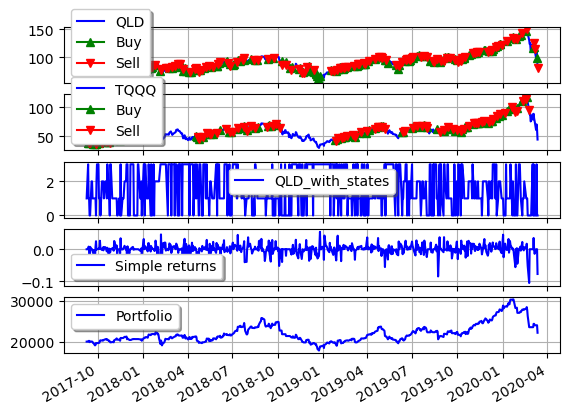 QLD
Buy
Sell
150
100
TQQQ
Buy
Sell
100
50
QLD_with_states
2
0
Simple returns
0.0
−0.1
Portfolio
30000
20000
2017-10
2018-01
2018-04
2018-07
2018-10
2019-01
2019-04
2019-07
2019-10
2020-01
2020-04